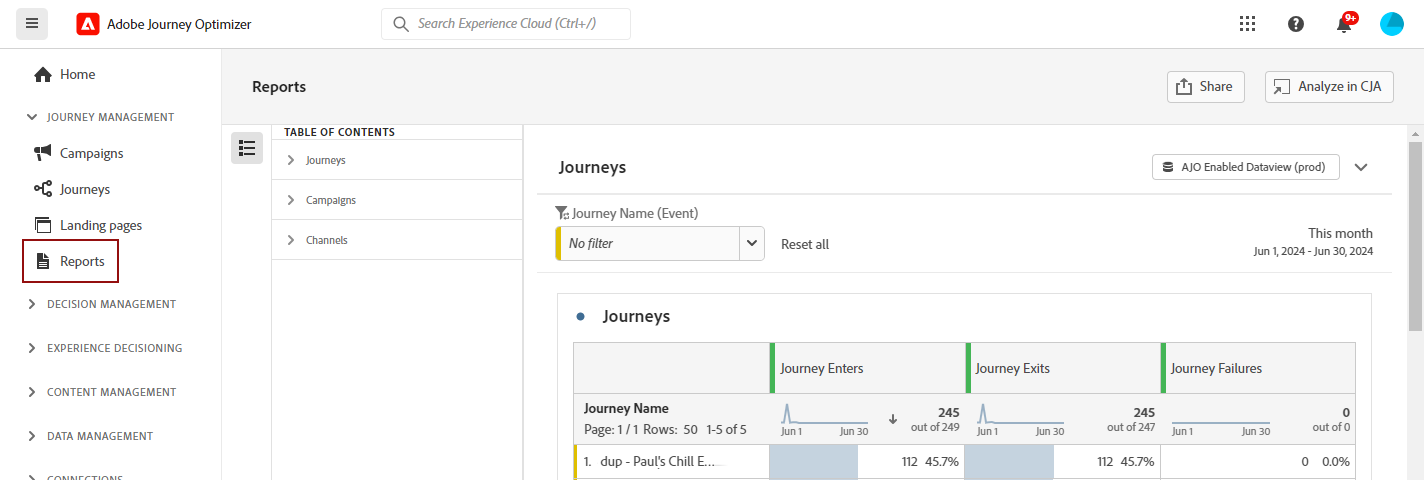 Adobe Journey Optimizer
Search Experience Cloud (Ctrl+/)
9+
Home
JOURNEY MANAGEMENT
Campaigns
Journeys
Landing pages
Reports
DECISION MANAGEMENT
EXPERIENCE DECISIONING
CONTENT MANAGEMENT
DATA MANAGEMENT
CONNECTIONS
Reports
Share
Analyze in CJA
TABLE OF CONTENTS
Journeys
Campaigns
Channels
Journeys
AJO Enabled Dataview (prod)
Journey Name (Event)
No filter
Reset all
This month
Jun 1, 2024 - Jun 30, 2024
Journeys
Journey Enters Journey Exits Journey Failures
Journey Name
Page: 1 / 1 Rows: 50 1-5 of 5
Jun 1 Jun 30 245 out of 249
Jun 1 Jun 30 245 out of 247
Jun 1 Jun 30 0 out of 0
1. dup - Paul's Chill E... 112 45.7% 112 45.7% 0 0.0%